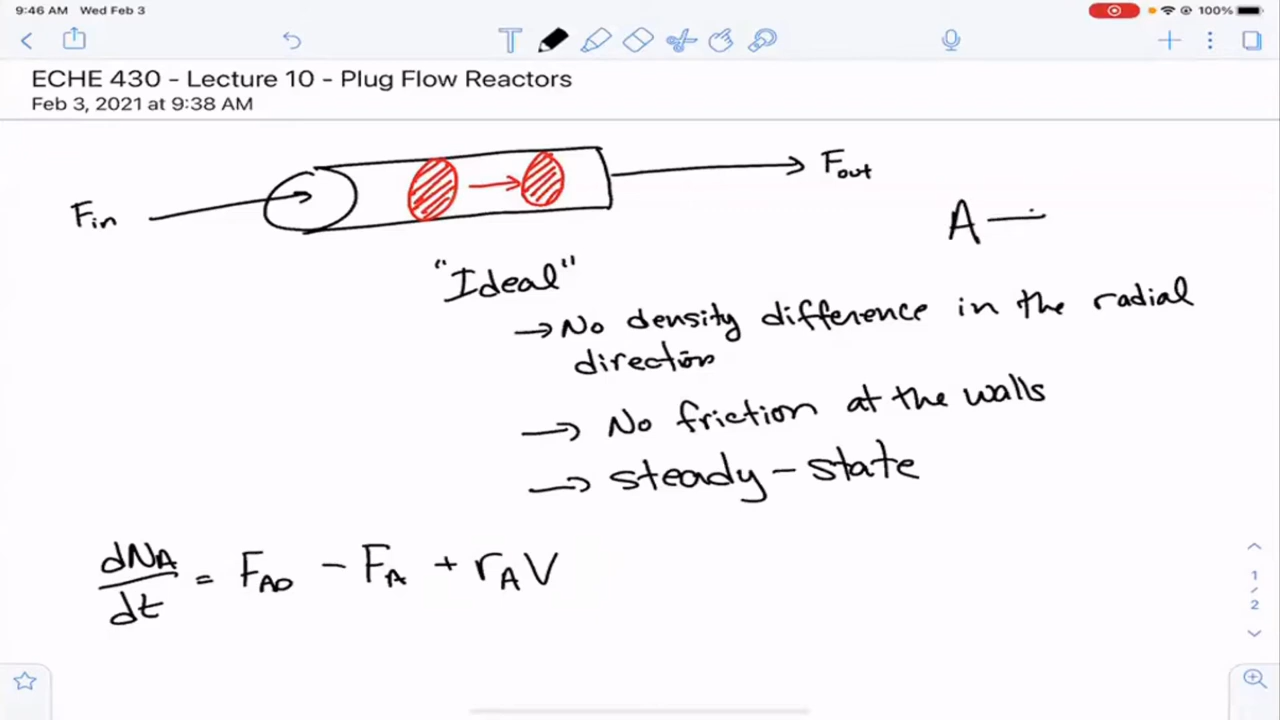 9:46 AM Wed Feb 3
100%
T
ECHE 430 - Lecture 10 - Plug Flow Reactors
Feb 3, 2021 at 9:38 AM
Fin
Fout
A —
"Ideal"
→ No density difference in the radial
direction
→ No friction at the walls
→ steady-state
dNA/dt = FA0 - FA + rAV
1
/
2